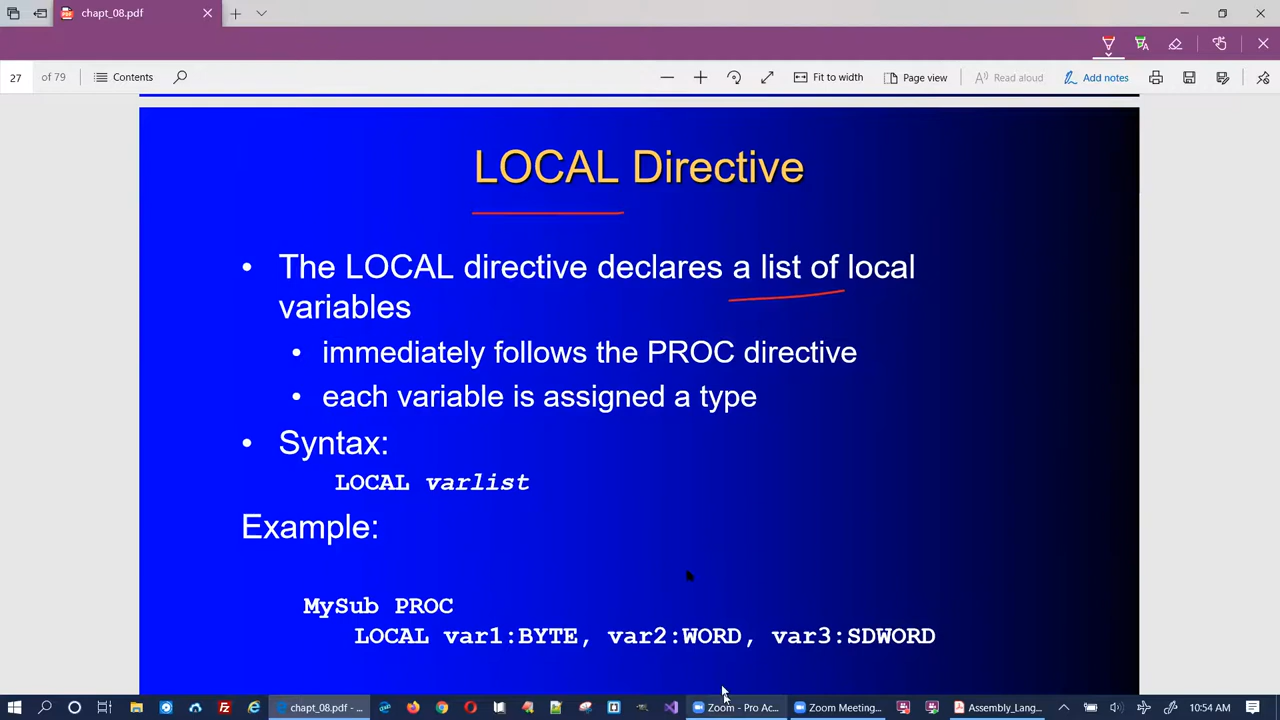 chapt_08.pdf
27 of 79 Contents Fit to width Page view Read aloud Add notes
LOCAL Directive
• The LOCAL directive declares a list of local
variables
• immediately follows the PROC directive
• each variable is assigned a type
• Syntax:
LOCAL varlist
Example:
MySub PROC
LOCAL var1:BYTE, var2:WORD, var3:SDWORD
chapt_08.pdf - ... Zoom - Pro Ac... Zoom Meeting... Assembly_Lang... 10:54 AM